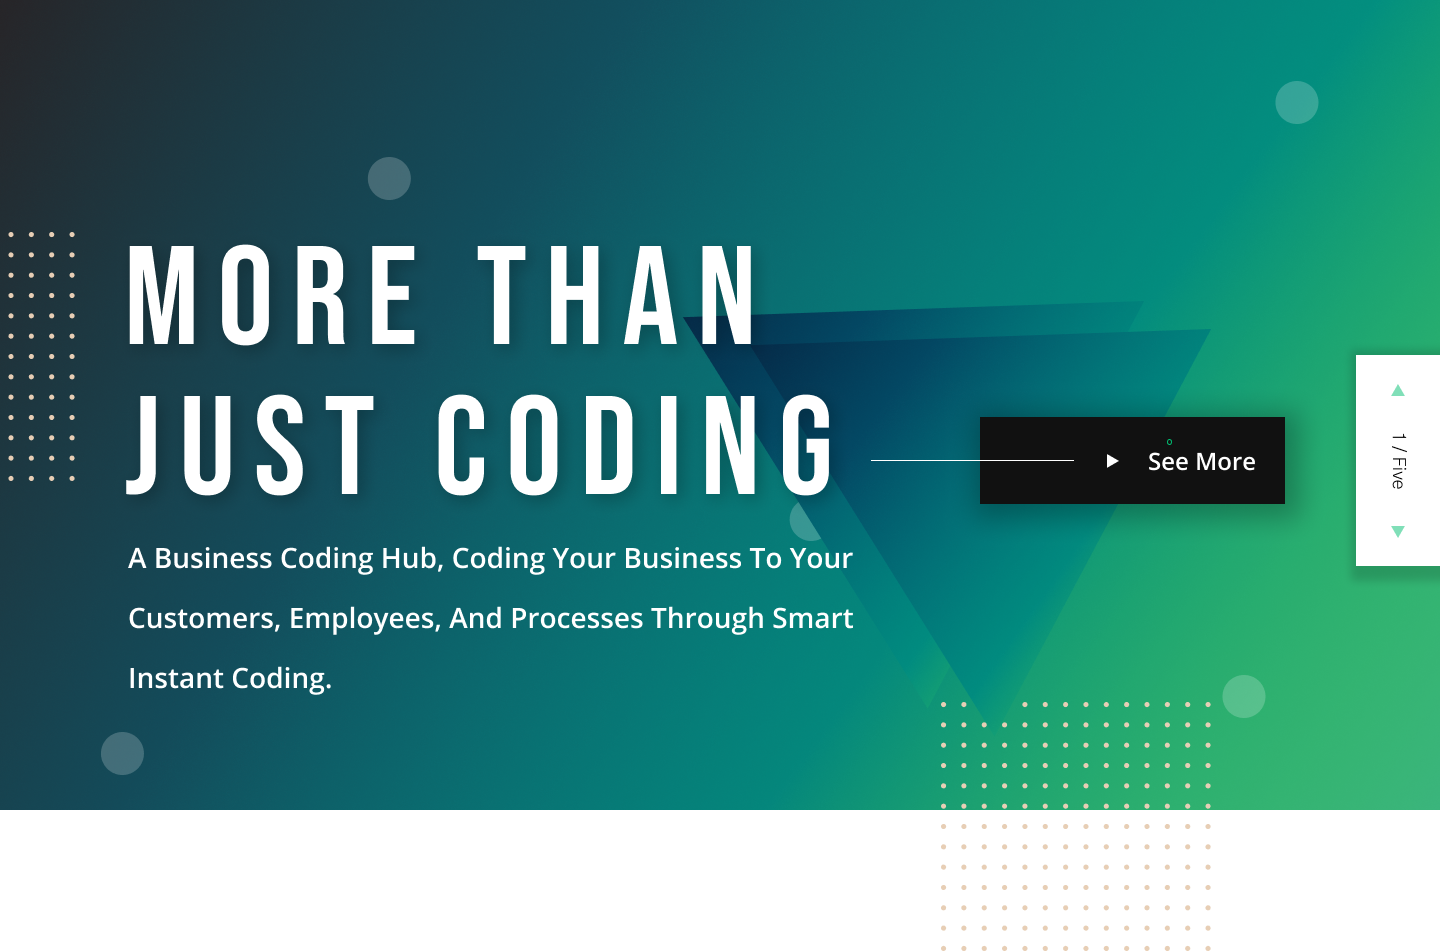 MORE THAN
JUST CODING
See More
1 / Five
A Business Coding Hub, Coding Your Business To Your
Customers, Employees, And Processes Through Smart
Instant Coding.